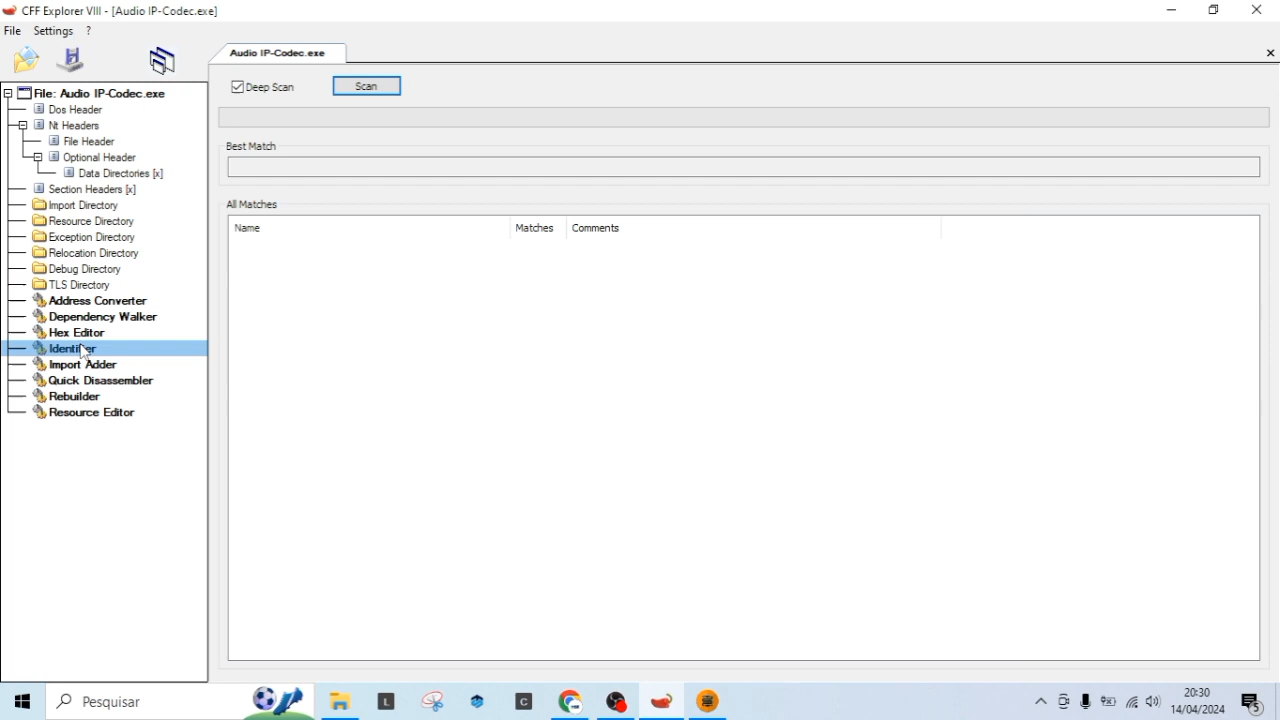 CFF Explorer VIII - [Audio IP-Codec.exe]
File Settings ?
Audio IP-Codec.exe
File: Audio IP-Codec.exe
Dos Header
Nt Headers
File Header
Optional Header
Data Directories [x]
Section Headers [x]
Import Directory
Resource Directory
Exception Directory
Relocation Directory
Debug Directory
TLS Directory
Address Converter
Dependency Walker
Hex Editor
Identifier
Import Adder
Quick Disassembler
Rebuilder
Resource Editor
Deep Scan Scan
Best Match
All Matches
Name Matches Comments
Pesquisar
L
C
20:30
14/04/2024
5